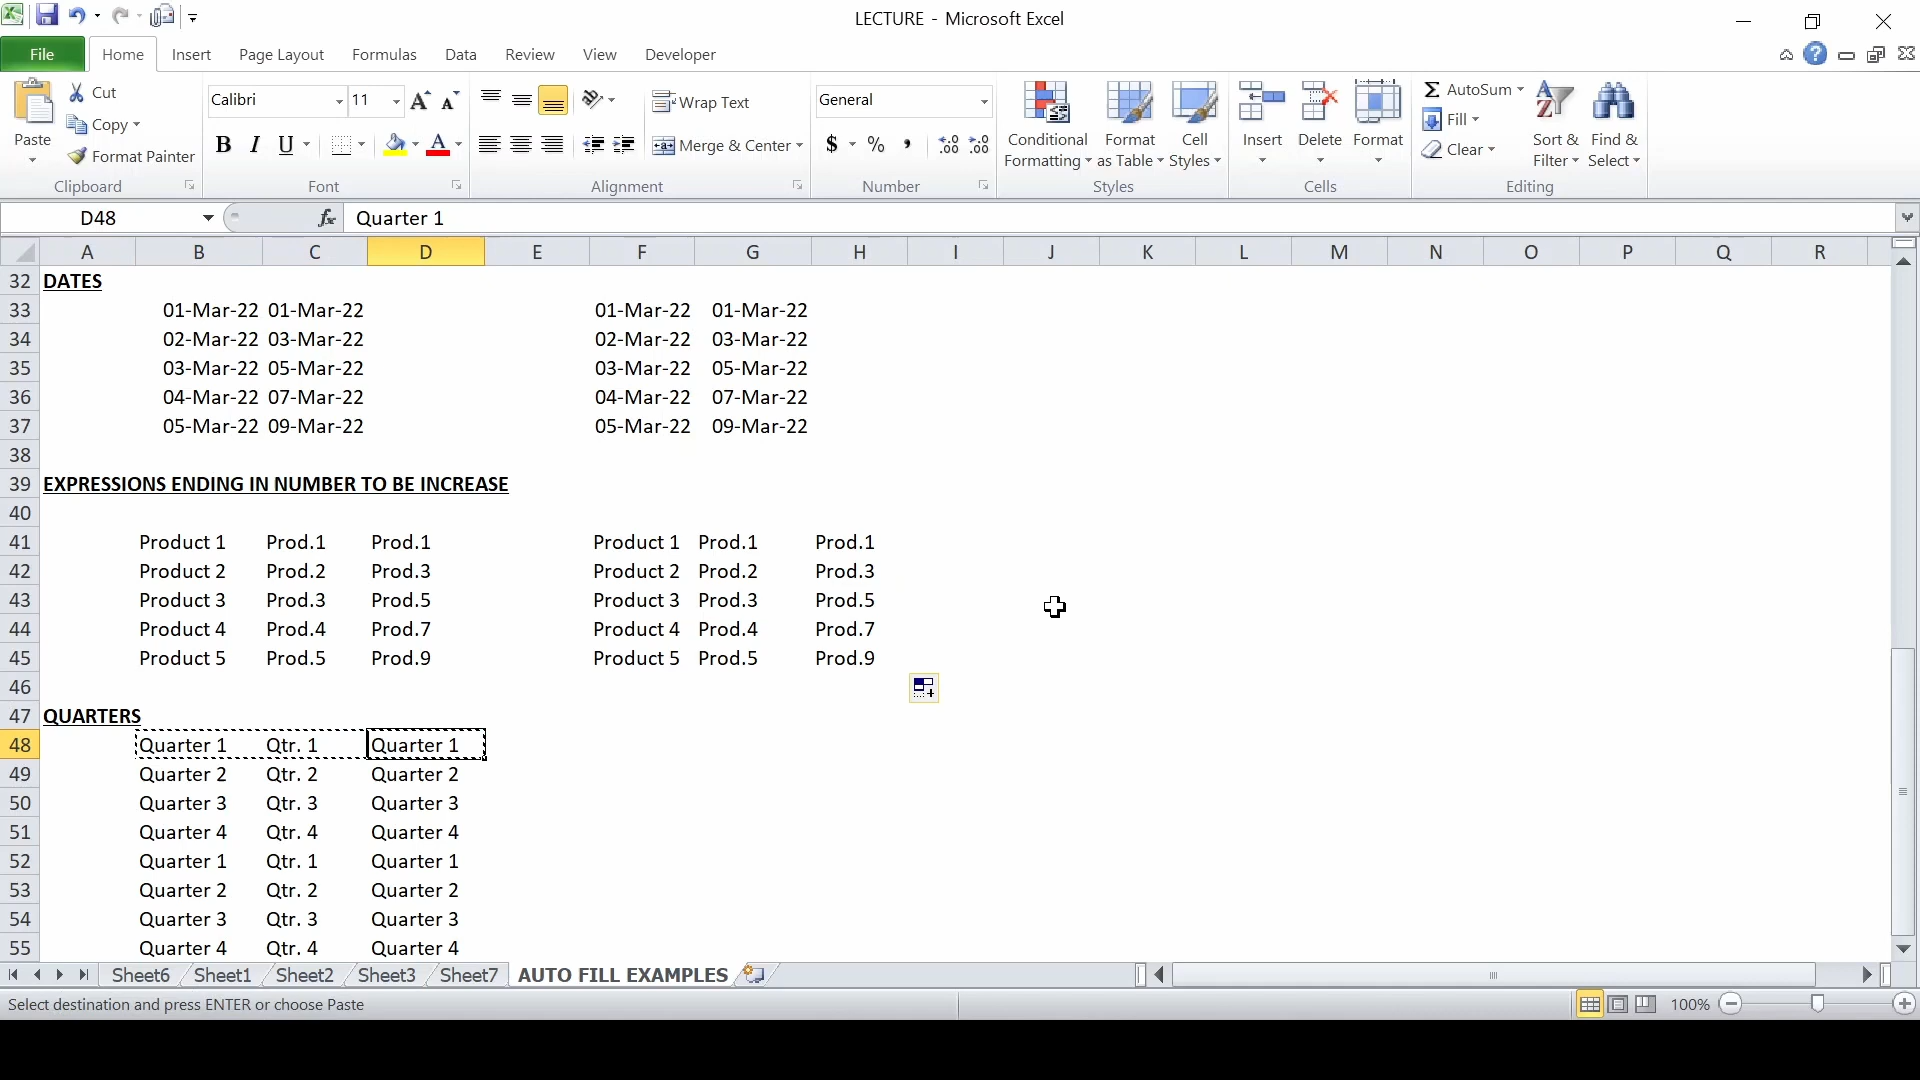 LECTURE - Microsoft Excel
File Home Insert Page Layout Formulas Data Review View Developer
Paste
Cut
Copy
Format Painter
Clipboard
Calibri 11
B I U
Font
Wrap Text
Merge & Center
Alignment
General
$ % ,
Number
Conditional Formatting
Format as Table
Cell Styles
Styles
Insert Delete Format
Cells
AutoSum
Fill
Clear
Sort & Filter
Find & Select
Editing
D48 fx Quarter 1
A B C D E F G H I J K L M N O P Q R
32 DATES
33 01-Mar-22 01-Mar-22 01-Mar-22 01-Mar-22
34 02-Mar-22 03-Mar-22 02-Mar-22 03-Mar-22
35 03-Mar-22 05-Mar-22 03-Mar-22 05-Mar-22
36 04-Mar-22 07-Mar-22 04-Mar-22 07-Mar-22
37 05-Mar-22 09-Mar-22 05-Mar-22 09-Mar-22
38
39 EXPRESSIONS ENDING IN NUMBER TO BE INCREASE
40
41 Product 1 Prod.1 Prod.1 Product 1 Prod.1 Prod.1
42 Product 2 Prod.2 Prod.3 Product 2 Prod.2 Prod.3
43 Product 3 Prod.3 Prod.5 Product 3 Prod.3 Prod.5
44 Product 4 Prod.4 Prod.7 Product 4 Prod.4 Prod.7
45 Product 5 Prod.5 Prod.9 Product 5 Prod.5 Prod.9
46
47 QUARTERS
48 Quarter 1 Qtr. 1 Quarter 1
49 Quarter 2 Qtr. 2 Quarter 2
50 Quarter 3 Qtr. 3 Quarter 3
51 Quarter 4 Qtr. 4 Quarter 4
52 Quarter 1 Qtr. 1 Quarter 1
53 Quarter 2 Qtr. 2 Quarter 2
54 Quarter 3 Qtr. 3 Quarter 3
55 Quarter 4 Qtr. 4 Quarter 4
Sheet6 Sheet1 Sheet2 Sheet3 Sheet7 AUTO FILL EXAMPLES
Select destination and press ENTER or choose Paste 100%